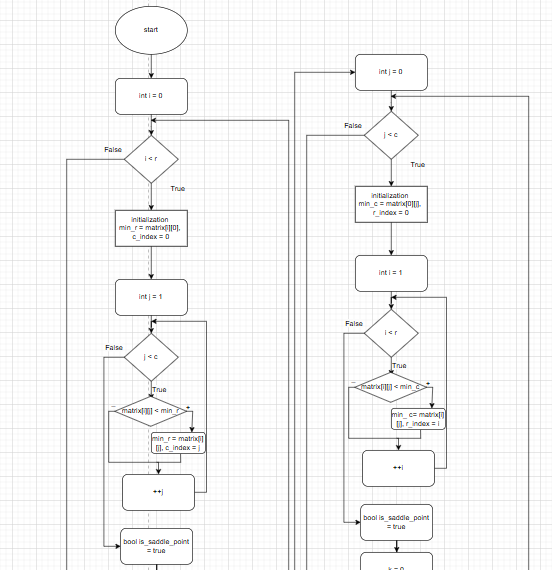 start
int i = 0
False
i < r
True
initialization
min_r = matrix[i][0],
c_index = 0
int j = 1
False
j < c
True
matrix[i][j] < min_r
+
min_r = matrix[i]
[j], c_index = j
++j
bool is_saddle_point
= true
int j = 0
False
j < c
True
initialization
min_c = matrix[0][j],
r_index = 0
int i = 1
False
i < r
True
matrix[i][j] < min_c
+
min_ c= matrix[i]
[j], r_index = i
++i
bool is_saddle_point
= true
k = 0